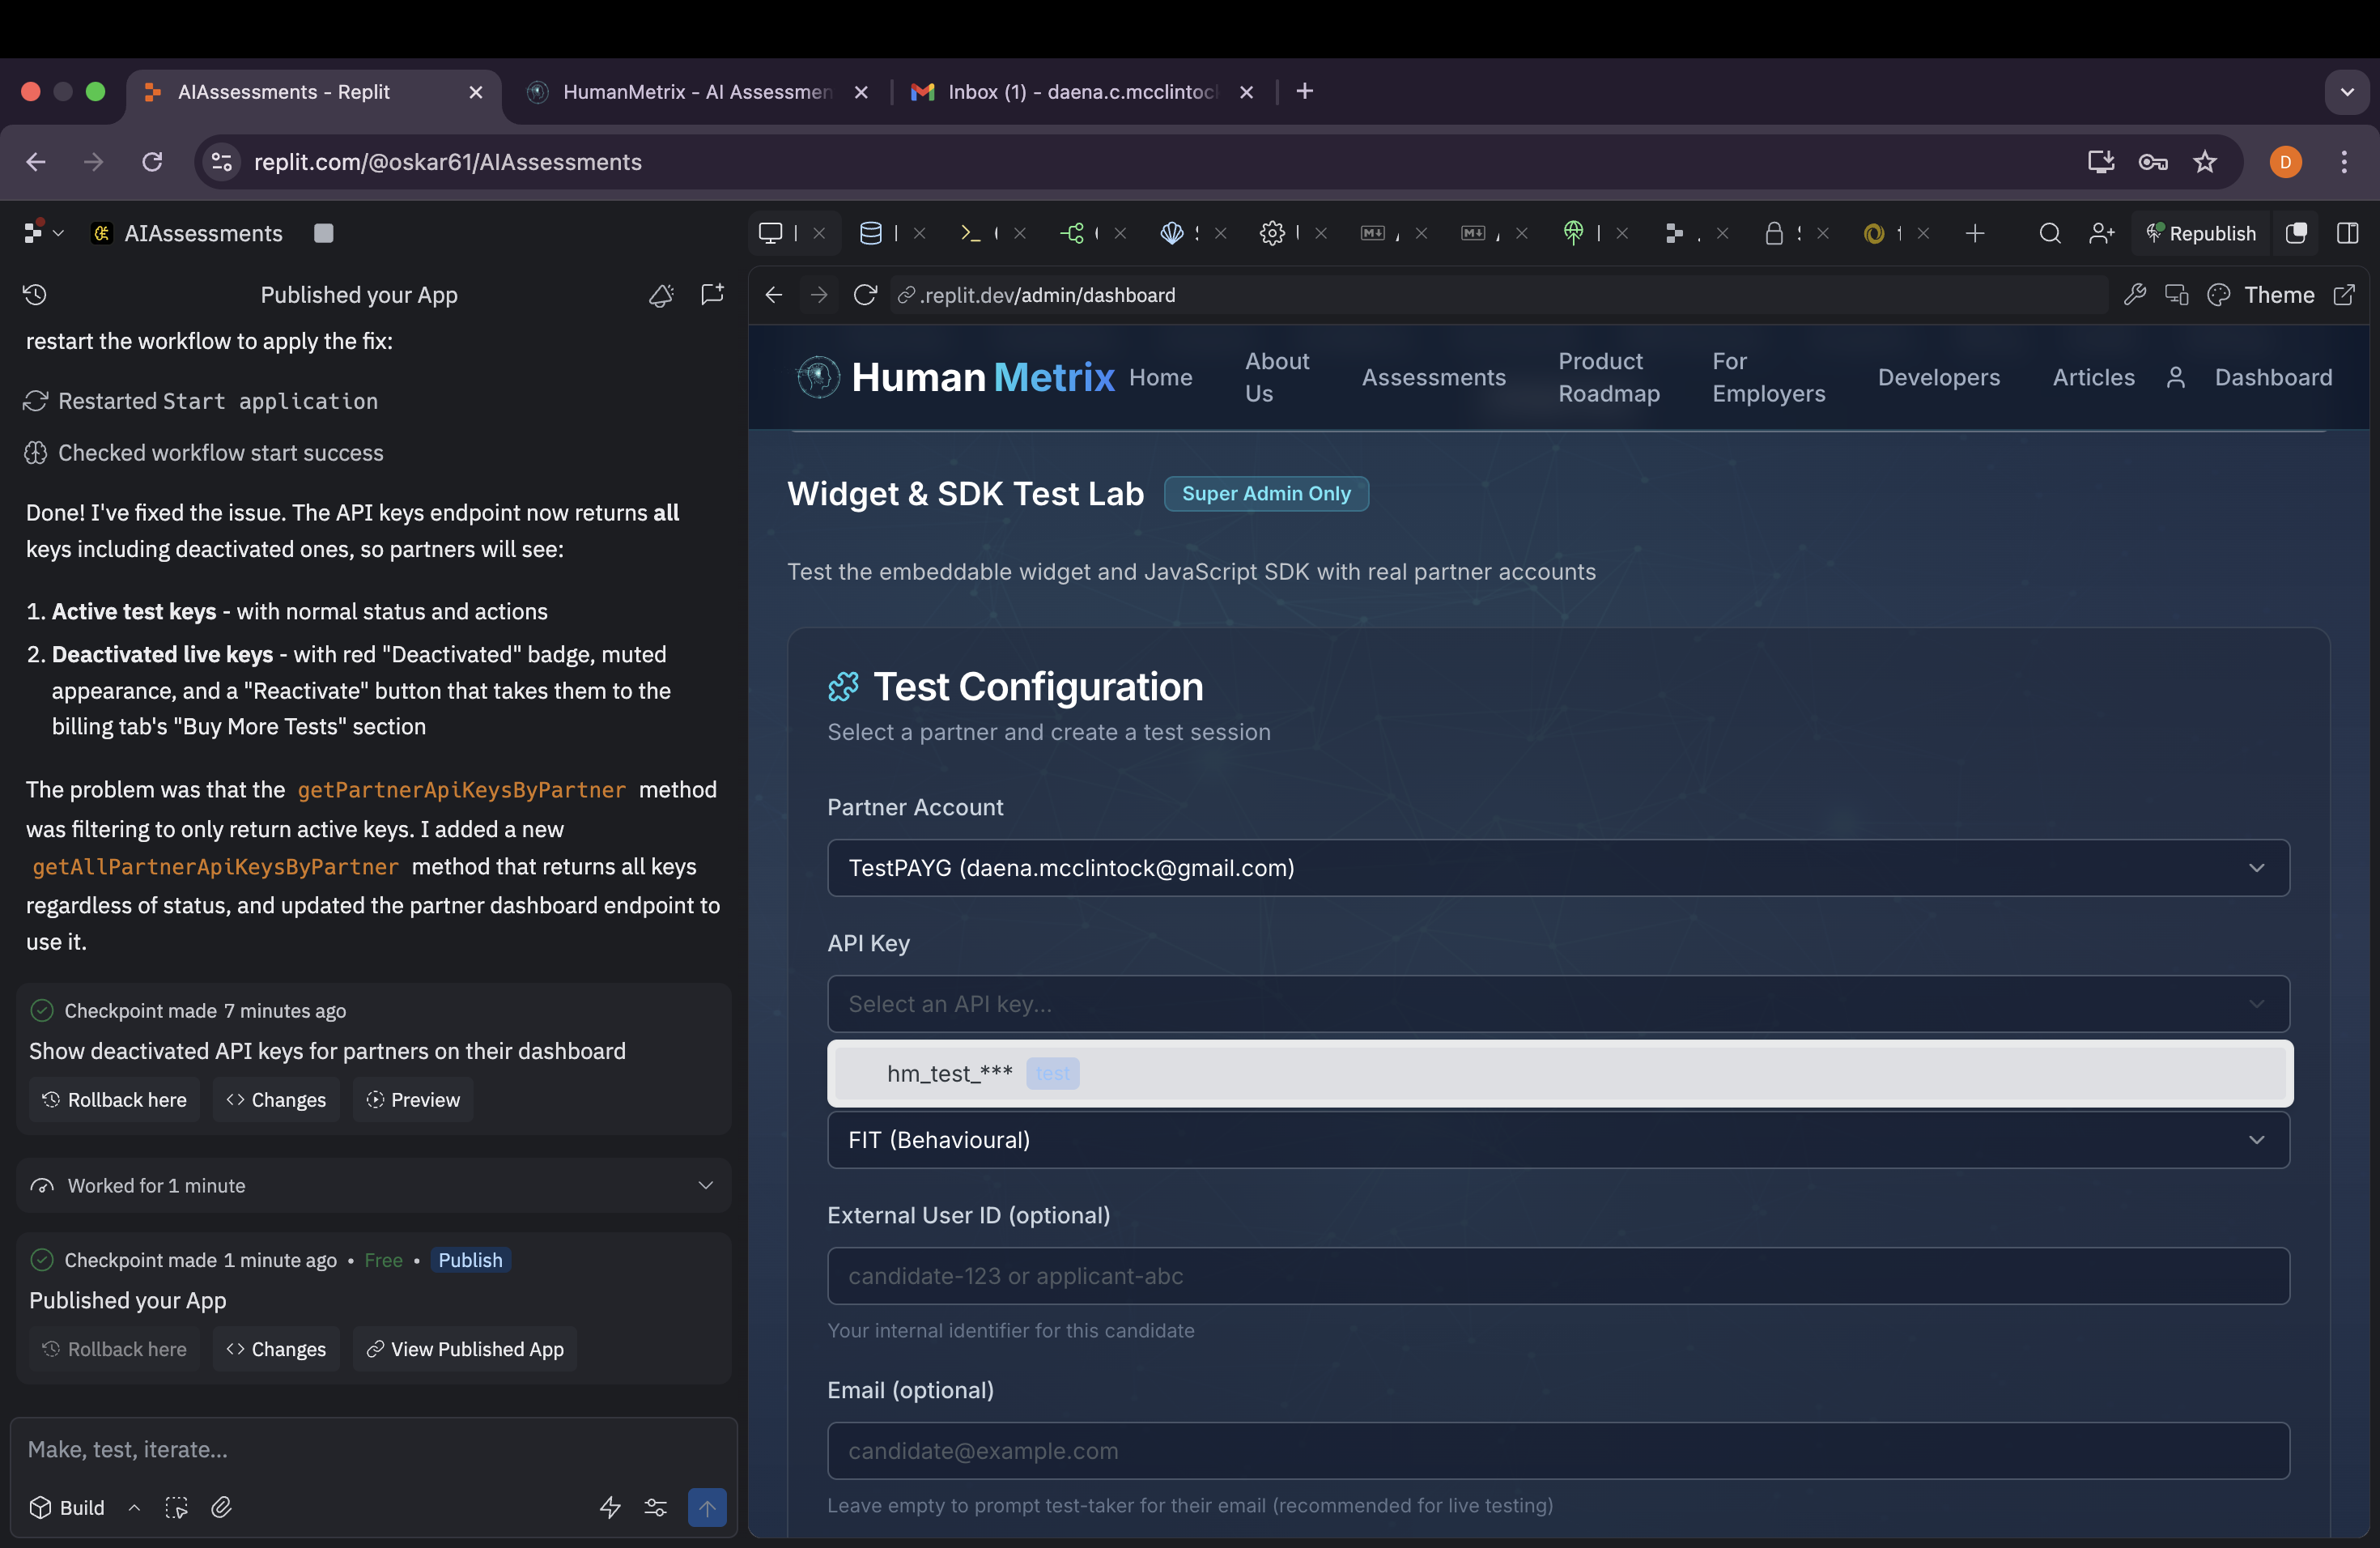 AIAssessments - Replit
HumanMetrix - AI Assessmen
Inbox (1) - daena.c.mcclintoc
replit.com/@oskar61/AIAssessments
D
AIAssessments
Republish
Published your App
.replit.dev/admin/dashboard
Theme
restart the workflow to apply the fix:
Restarted Start application
Checked workflow start success
Done! I've fixed the issue. The API keys endpoint now returns all
keys including deactivated ones, so partners will see:
1. Active test keys - with normal status and actions
2. Deactivated live keys - with red "Deactivated" badge, muted
appearance, and a "Reactivate" button that takes them to the
billing tab's "Buy More Tests" section
The problem was that the getPartnerApiKeysByPartner method
was filtering to only return active keys. I added a new
getAllPartnerApiKeysByPartner method that returns all keys
regardless of status, and updated the partner dashboard endpoint to
use it.
Checkpoint made 7 minutes ago
Show deactivated API keys for partners on their dashboard
Rollback here
Changes
Preview
Worked for 1 minute
Checkpoint made 1 minute ago • Free • Publish
Published your App
Rollback here
Changes
View Published App
Make, test, iterate...
Build
Human Metrix
Home
About
Us
Assessments
Product
Roadmap
For
Employers
Developers
Articles
Dashboard
Widget & SDK Test Lab
Super Admin Only
Test the embeddable widget and JavaScript SDK with real partner accounts
Test Configuration
Select a partner and create a test session
Partner Account
TestPAYG (daena.mcclintock@gmail.com)
API Key
Select an API key...
hm_test_*** test
FIT (Behavioural)
External User ID (optional)
candidate-123 or applicant-abc
Your internal identifier for this candidate
Email (optional)
candidate@example.com
Leave empty to prompt test-taker for their email (recommended for live testing)